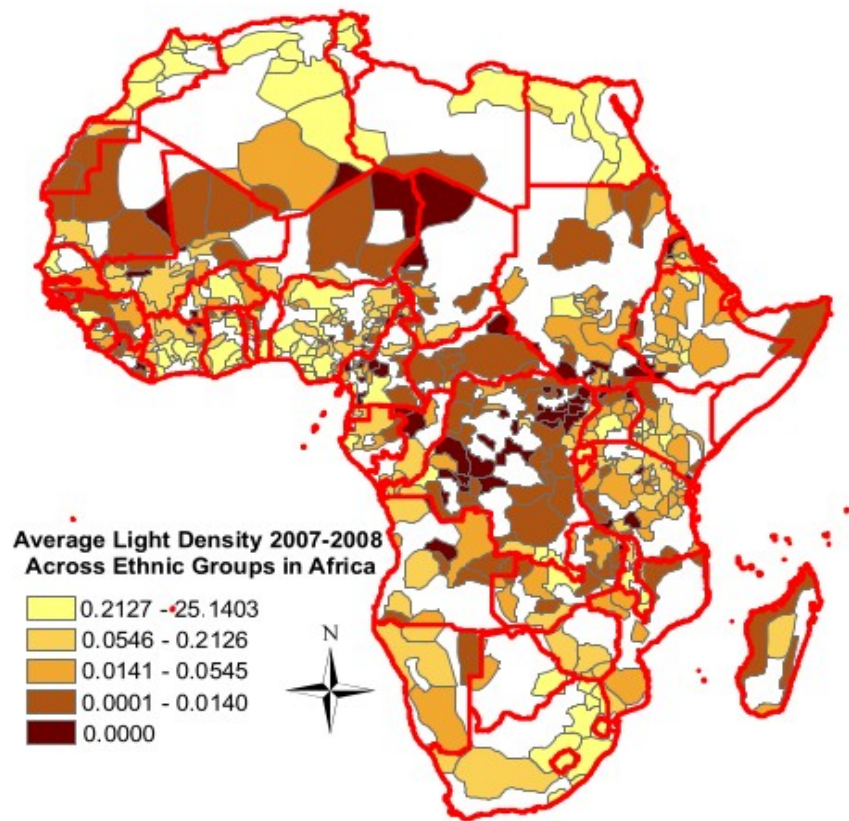 Average Light Density 2007-2008
Across Ethnic Groups in Africa
0.2127 - 25.1403
0.0546 - 0.2126
0.0141 - 0.0545
0.0001 - 0.0140
0.0000
N